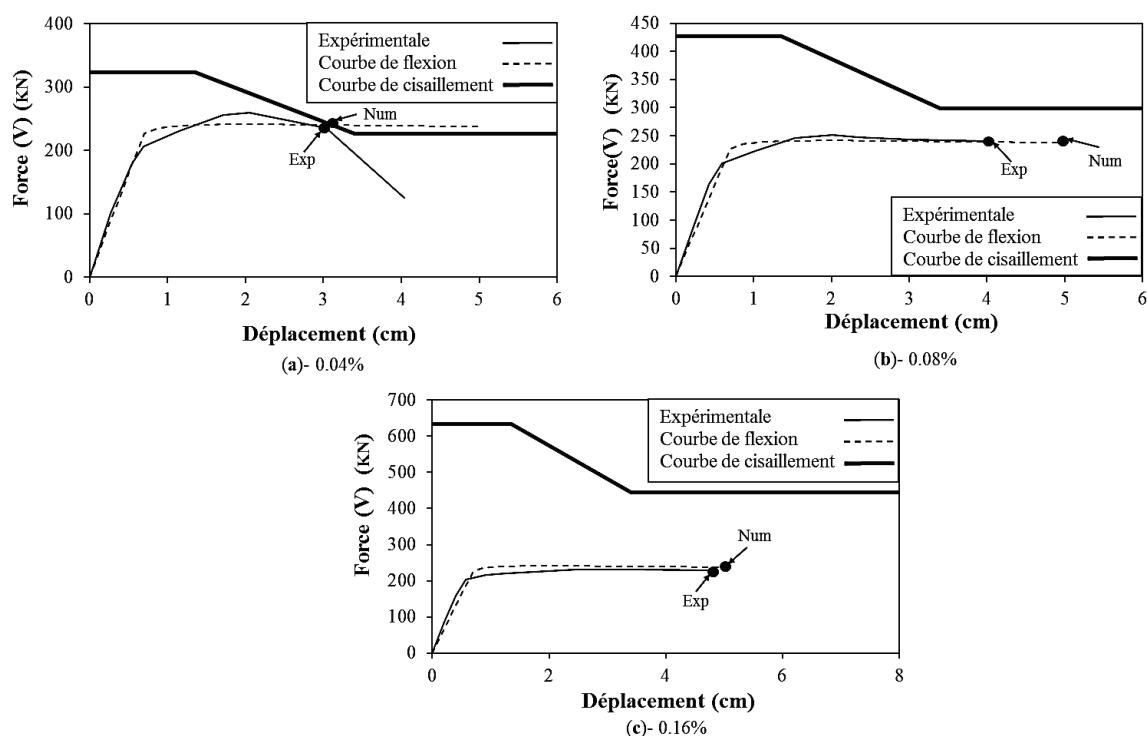 Force (V) (KN)
400
300
200
100
0
Expérimentale
Courbe de flexion
Courbe de cisaillement
Num
Exp
0 1 2 3 4 5 6
Déplacement (cm)
(a)- 0.04%
Force(V) (KN)
450
400
350
300
250
200
150
100
50
0
Exp
Num
Expérimentale
Courbe de flexion
Courbe de cisaillement
0 1 2 3 4 5 6
Déplacement (cm)
(b)- 0.08%
Force (V) (KN)
700
600
500
400
300
200
100
0
Expérimentale
Courbe de flexion
Courbe de cisaillement
Num
Exp
0 2 4 6 8
Déplacement (cm)
(c)- 0.16%